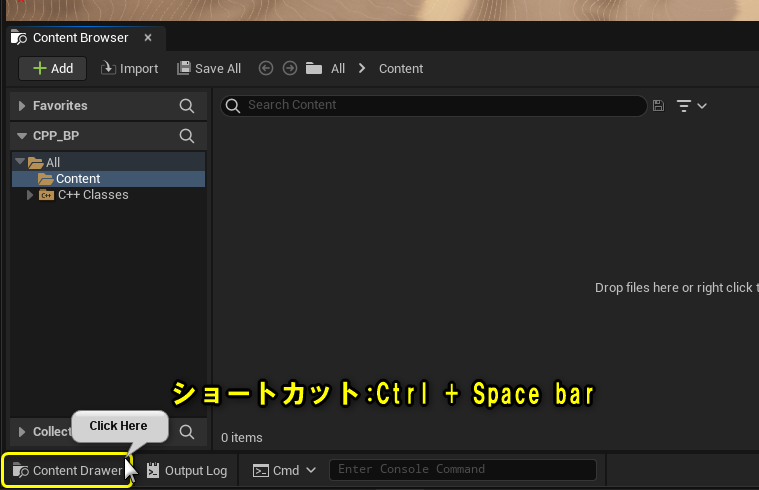 Content Browser
Add
Import
Save All
All
Content
Favorites
Search Content
CPP_BP
All
Content
C++ Classes
Drop files here or right click
ショートカット:Ctrl + Space bar
Click Here
0 items
Content Drawer
Output Log
Cmd
Enter Console Command